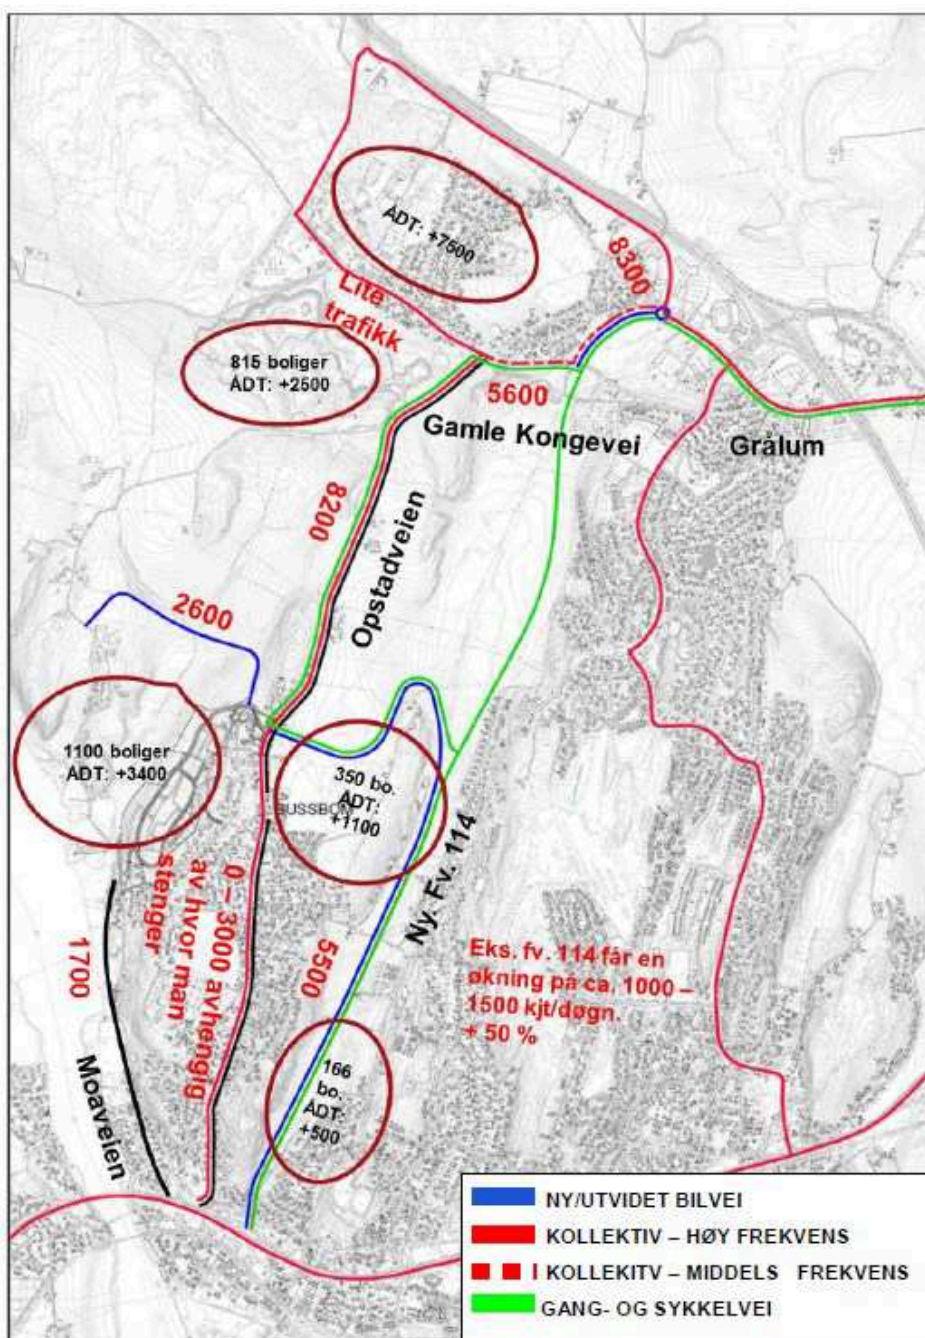 ÅDT: +7500
8300
Lite
trafikk
815 boliger
ÅDT: +2500
5600
Gamle Kongevei
Grålum
8200
Opstadveien
2600
1100 boliger
ÅDT: +3400
350 bo.
ÅDT:
+1100
BUSSBOM
Ny. Fv. 114
0 – 3000 avhengig
av hvor man
stenger
1700
Moaveien
5500
Eks. fv. 114 får en
økning på ca. 1000 –
1500 kjt/døgn.
+ 50 %
166
bo.
ÅDT:
+500
NY/UTVIDET BILVEI
KOLLEKTIV – HØY FREKVENS
KOLLEKITV – MIDDELS FREKVENS
GANG- OG SYKKELVEI